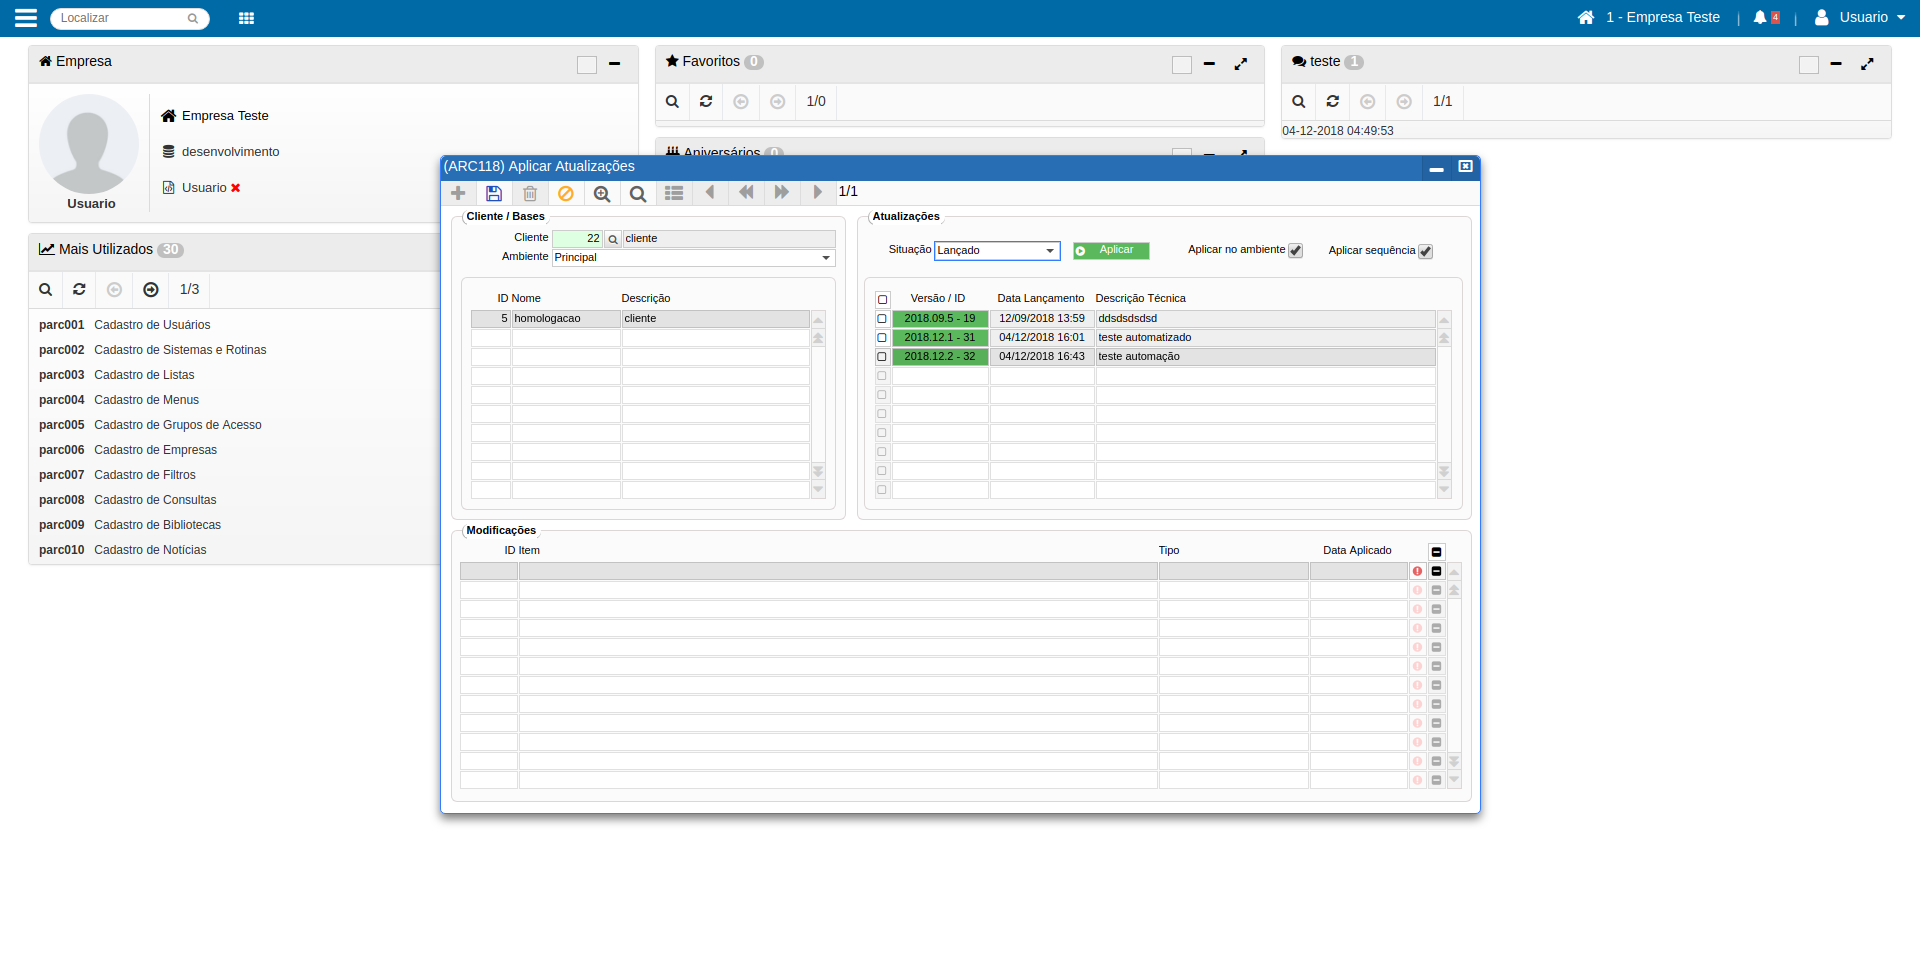 Localizar
1 - Empresa Teste | 4 | Usuario
Empresa
Empresa Teste
desenvolvimento
Usuario
Usuario
Favoritos 0
1/0
Aniversários 0
teste 1
1/1
04-12-2018 04:49:53
Mais Utilizados 30
1/3
parc001 Cadastro de Usuários
parc002 Cadastro de Sistemas e Rotinas
parc003 Cadastro de Listas
parc004 Cadastro de Menus
parc005 Cadastro de Grupos de Acesso
parc006 Cadastro de Empresas
parc007 Cadastro de Filtros
parc008 Cadastro de Consultas
parc009 Cadastro de Bibliotecas
parc010 Cadastro de Notícias
(ARC118) Aplicar Atualizações
1/1
Cliente / Bases
Cliente 22 cliente
Ambiente Principal
ID Nome Descrição
5 homologacao cliente
Atualizações
Situação Lançado Aplicar Aplicar no ambiente Aplicar sequência
Versão / ID Data Lançamento Descrição Técnica
2018.09.5 - 19 12/09/2018 13:59 ddsdsdsdsd
2018.12.1 - 31 04/12/2018 16:01 teste automatizado
2018.12.2 - 32 04/12/2018 16:43 teste automação
Modificações
ID Item Tipo Data Aplicado